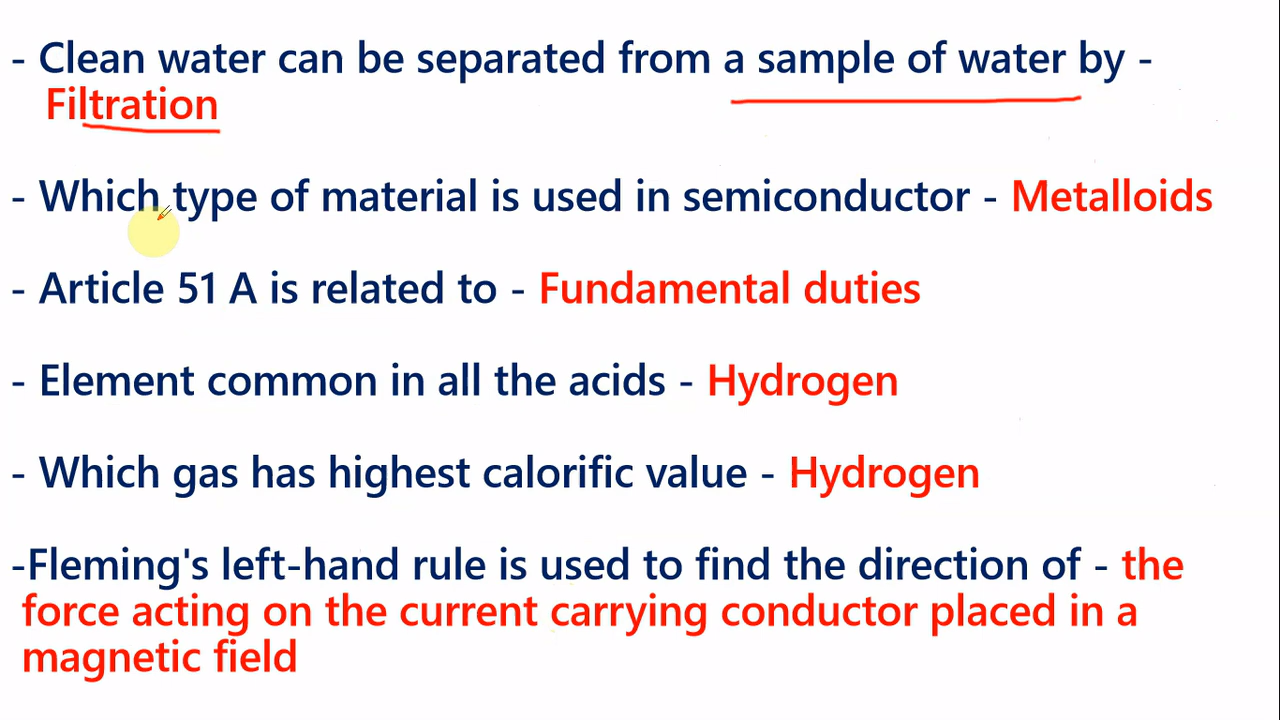 - Clean water can be separated from a sample of water by -
Filtration
- Which type of material is used in semiconductor - Metalloids
- Article 51 A is related to - Fundamental duties
- Element common in all the acids - Hydrogen
- Which gas has highest calorific value - Hydrogen
-Fleming's left-hand rule is used to find the direction of - the
force acting on the current carrying conductor placed in a
magnetic field